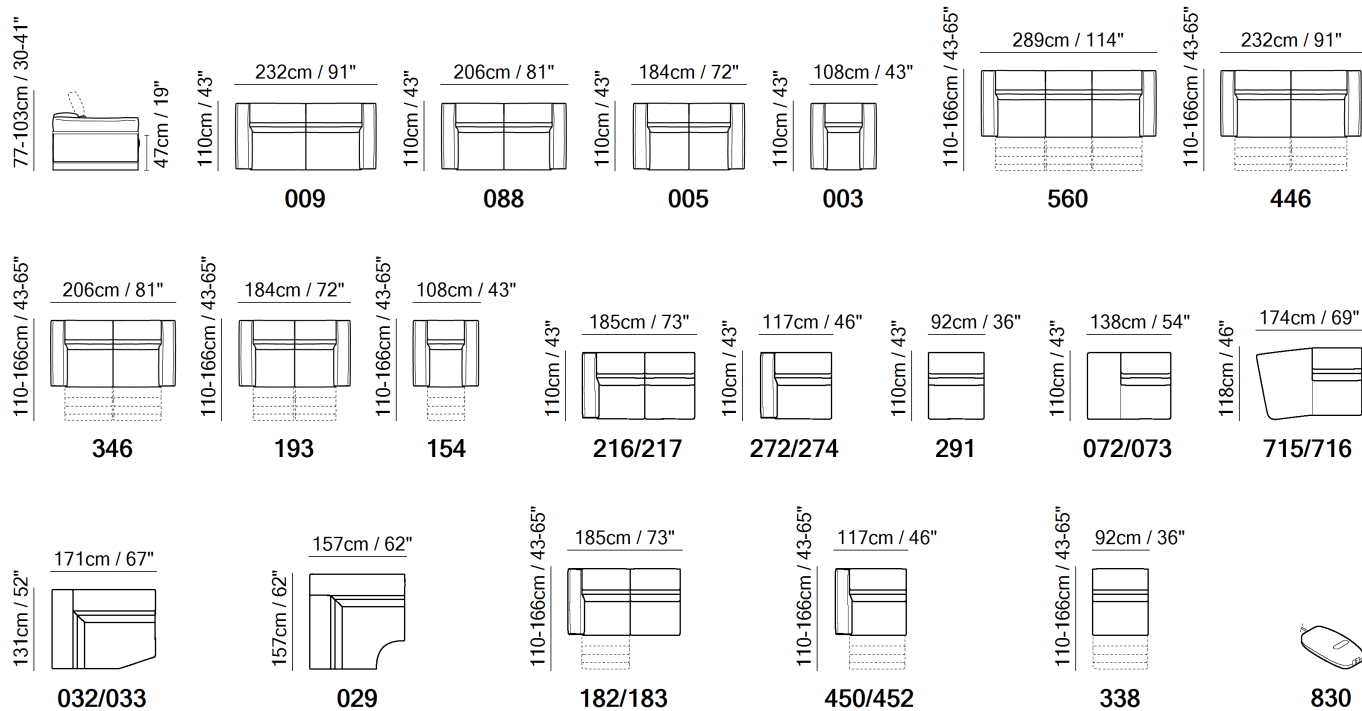 77-103cm / 30-41"
47cm / 19"
232cm / 91"
110cm / 43"
009
206cm / 81"
110cm / 43"
088
184cm / 72"
110cm / 43"
005
108cm / 43"
110cm / 43"
003
289cm / 114"
110-166cm / 43-65"
560
232cm / 91"
110-166cm / 43-65"
446
206cm / 81"
110-166cm / 43-65"
346
184cm / 72"
110-166cm / 43-65"
193
108cm / 43"
110-166cm / 43-65"
154
185cm / 73"
110cm / 43"
216/217
117cm / 46"
110cm / 43"
272/274
92cm / 36"
110cm / 43"
291
138cm / 54"
110cm / 43"
072/073
174cm / 69"
118cm / 46"
715/716
171cm / 67"
131cm / 52"
032/033
157cm / 62"
157cm / 62"
029
185cm / 73"
110-166cm / 43-65"
182/183
117cm / 46"
110-166cm / 43-65"
450/452
92cm / 36"
110-166cm / 43-65"
338
830